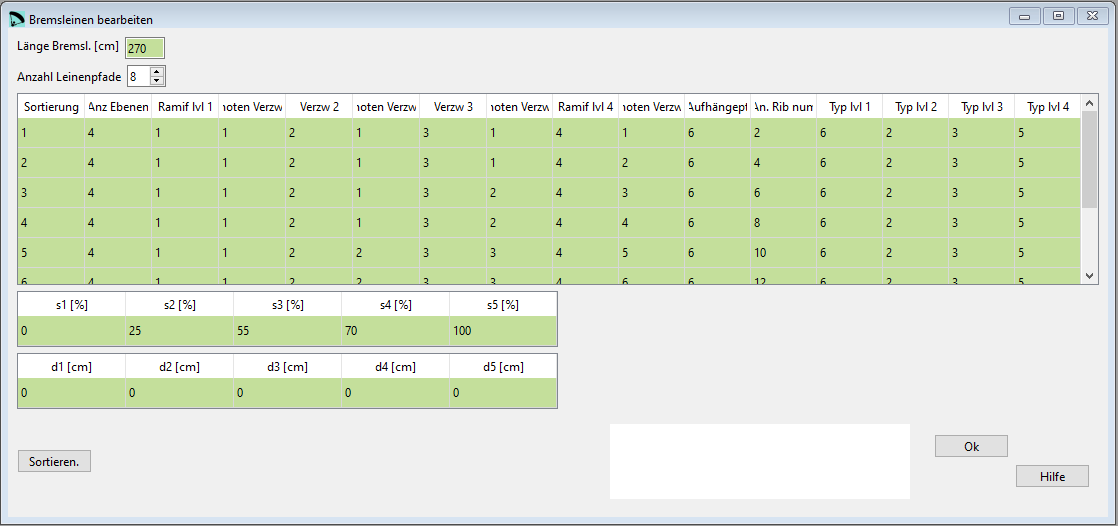 Bremsleinen bearbeiten
Länge Bremsl. [cm] 270
Anzahl Leinenpfade 8
Sortierung Anz Ebenen Ramif lvl 1 noten Verzw Verzw 2 noten Verzw Verzw 3 noten Verzw Ramif lvl 4 noten Verzw Aufhängept An. Rib num Typ lvl 1 Typ lvl 2 Typ lvl 3 Typ lvl 4
1 4 1 1 2 1 3 1 4 1 6 2 6 2 3 5
2 4 1 1 2 1 3 1 4 2 6 4 6 2 3 5
3 4 1 1 2 1 3 2 4 3 6 6 6 2 3 5
4 4 1 1 2 1 3 2 4 4 6 8 6 2 3 5
5 4 1 1 2 2 3 3 4 5 6 10 6 2 3 5
6 4 1 1 2 2 3 3 4 6 6 12 6 2 3 5
s1 [%] s2 [%] s3 [%] s4 [%] s5 [%]
0 25 55 70 100
d1 [cm] d2 [cm] d3 [cm] d4 [cm] d5 [cm]
0 0 0 0 0
Sortieren.
Ok
Hilfe